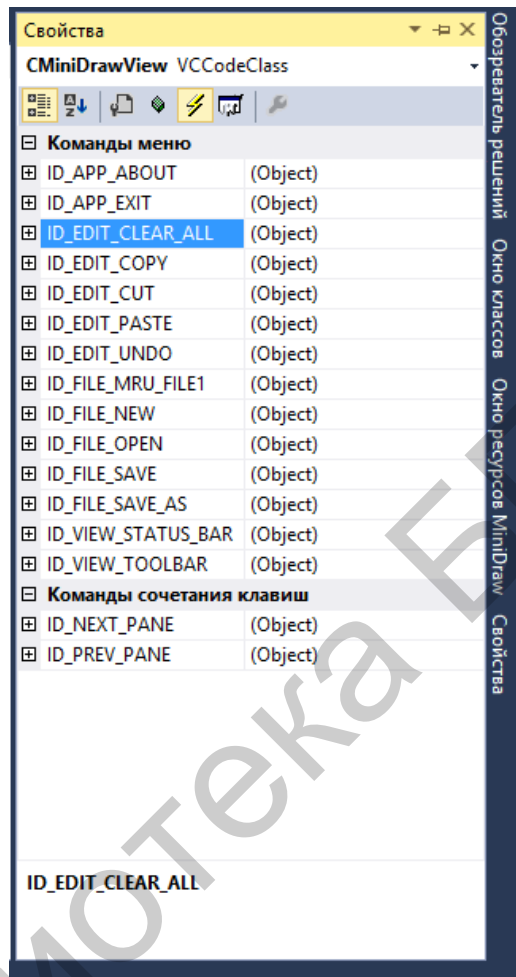 Свойства
CMiniDrawView VCCodeClass
Команды меню
ID_APP_ABOUT (Object)
ID_APP_EXIT (Object)
ID_EDIT_CLEAR_ALL (Object)
ID_EDIT_COPY (Object)
ID_EDIT_CUT (Object)
ID_EDIT_PASTE (Object)
ID_EDIT_UNDO (Object)
ID_FILE_MRU_FILE1 (Object)
ID_FILE_NEW (Object)
ID_FILE_OPEN (Object)
ID_FILE_SAVE (Object)
ID_FILE_SAVE_AS (Object)
ID_VIEW_STATUS_BAR (Object)
ID_VIEW_TOOLBAR (Object)
Команды сочетания клавиш
ID_NEXT_PANE (Object)
ID_PREV_PANE (Object)
ID_EDIT_CLEAR_ALL
Обозреватель решений
Окно классов
Окно ресурсов MiniDraw
Свойства